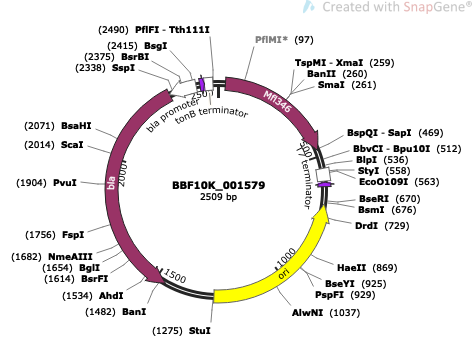 Created with SnapGene®
(2490) PflFI - Tth111I
(2415) BsgI
(2375) BsrBI
(2338) SspI
PflMI* (97)
TspMI - XmaI (259)
BanII (260)
SmaI (261)
BspQI - SapI (469)
BbvCI - Bpu10I (512)
BlpI (536)
StyI (558)
EcoO109I (563)
BseRI (670)
BsmI (676)
DrdI (729)
HaeII (869)
BseYI (925)
PspFI (929)
AlwNI (1037)
(1275) StuI
(1482) BanI
(1534) AhdI
(1614) BsrFI
(1654) BglI
(1682) NmeAIII
(1756) FspI
(1904) PvuI
(2014) ScaI
(2071) BsaHI
bla promoter
tonB terminator
250
Mfl346
500
terminator
1000
ori
1500
bla
2000
BBF10K_001579
2509 bp